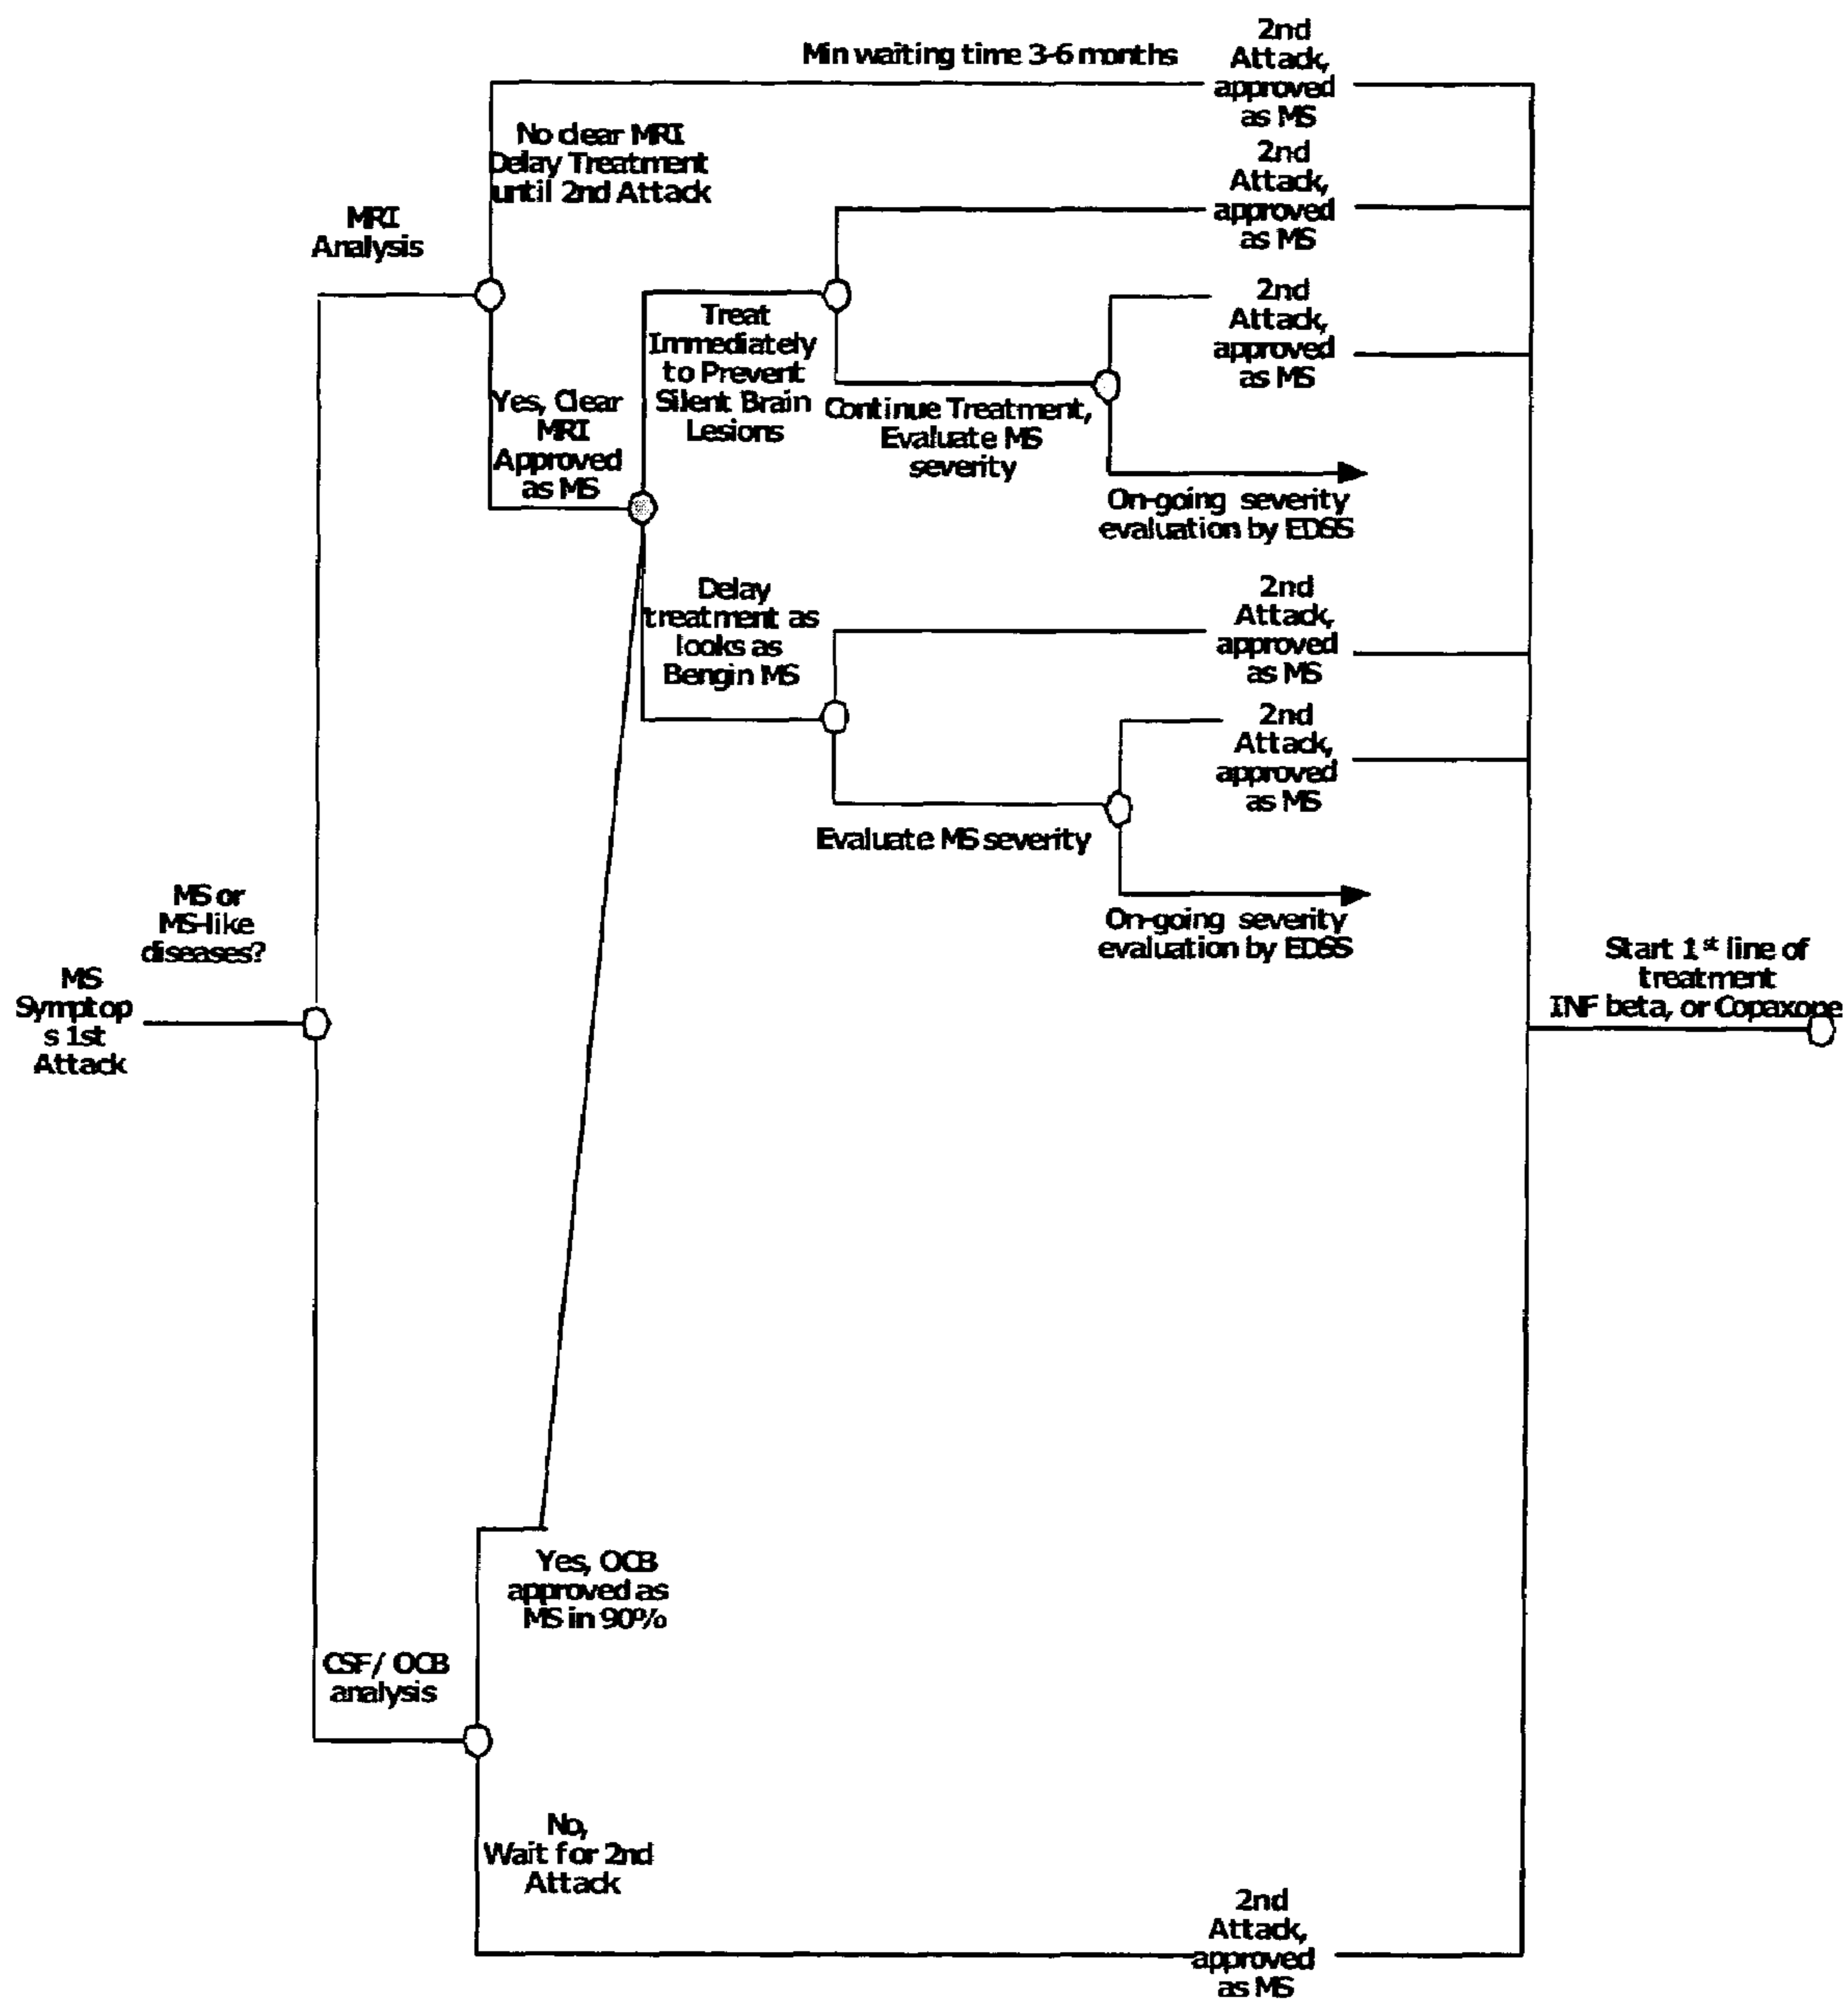 Min waiting time 3-6 months
2nd
Attack,
approved
as MS
No clear MRI
Delay Treatment
until 2nd Attack
2nd
Attack,
approved
as MS
MRI
Analysis
2nd
Attack,
approved
as MS
Treat
Immediately
to Prevent
Silent Brain
Lesions
Yes, Clear
MRI
Approved
as MS
Continue Treatment,
Evaluate MS
severity
On-going severity
evaluation by EDSS
Delay
treatment as
looks as
Bengin MS
2nd
Attack,
approved
as MS
2nd
Attack,
approved
as MS
Evaluate MS severity
On-going severity
evaluation by EDSS
MS or
MS-like
diseases?
MS
Symptop
s 1st
Attack
Start 1st line of
treatment
INF beta, or Copaxope
Yes, OCB
approved as
MS in 90%
CSF/ OCB
analysis
No,
Wait for 2nd
Attack
2nd
Attack,
approved
as MS